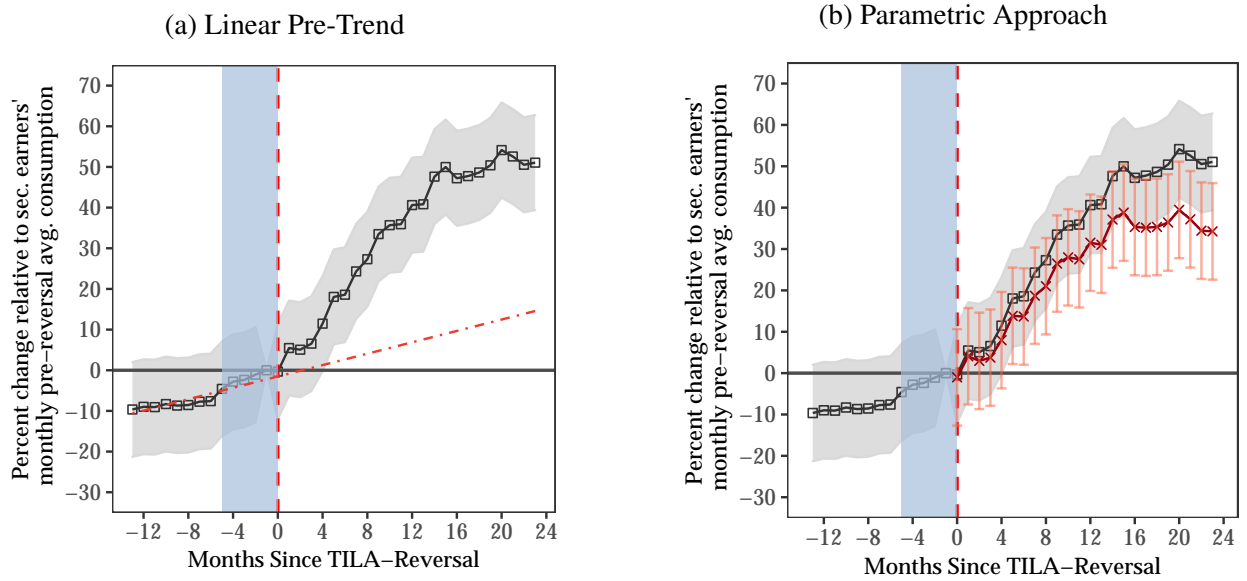 (a) Linear Pre-Trend
Percent change relative to sec. earners'
monthly pre−reversal avg. consumption
70
60
50
40
30
20
10
0
−10
−20
−30
−12 −8 −4 0 4 8 12 16 20 24
Months Since TILA−Reversal
(b) Parametric Approach
Percent change relative to sec. earners'
monthly pre−reversal avg. consumption
70
60
50
40
30
20
10
0
−10
−20
−30
−12 −8 −4 0 4 8 12 16 20 24
Months Since TILA−Reversal